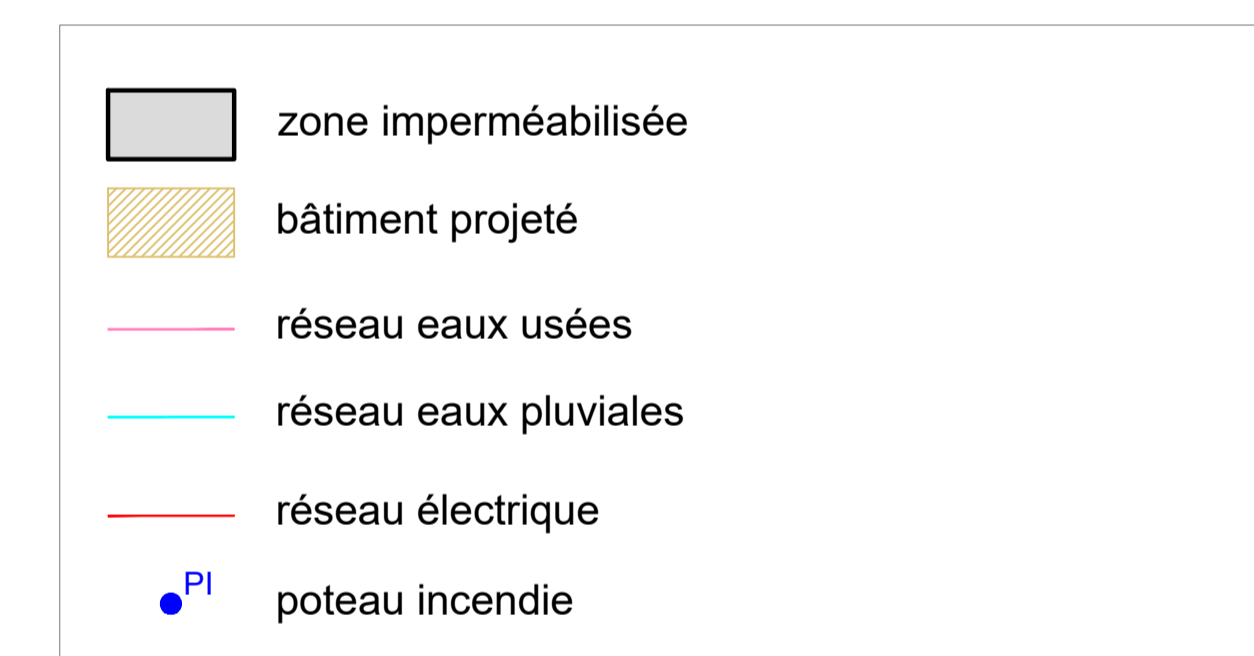 zone imperméabilisée
bâtiment projeté
réseau eaux usées
réseau eaux pluviales
réseau électrique
PI
poteau incendie